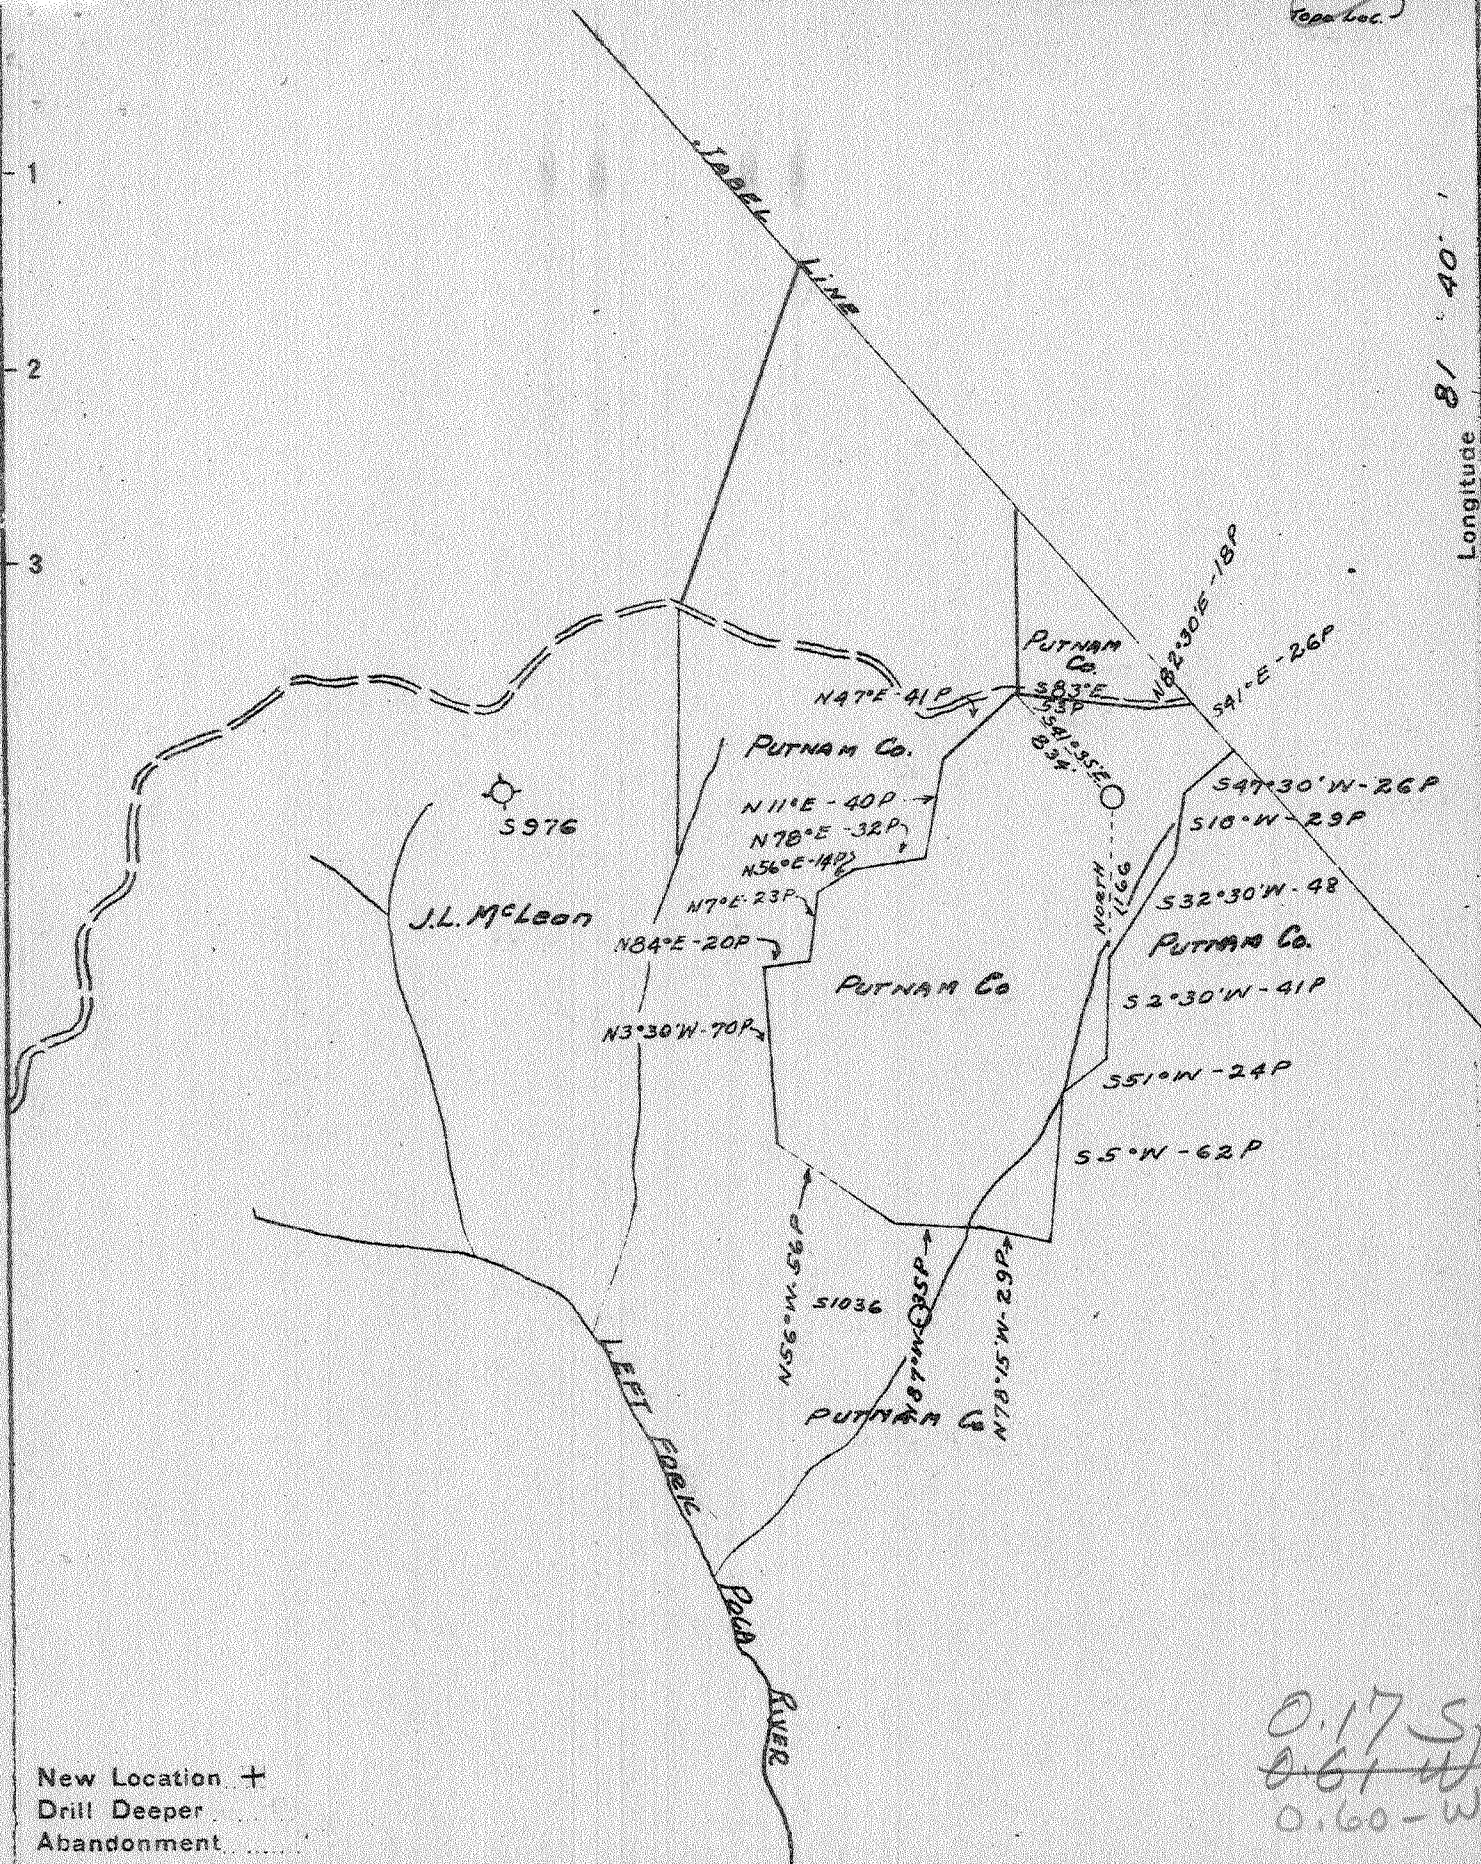 Topo Loc.
1
2
3
LINE
Longitude 81 40'
N82°30'E-18P
S41°E-26P
PUTNAM
Co.
N47°E-41P
S83°E
53P
S41°35'E
834'
PUTNAM Co.
S47°30'W-26P
N11°E-40P
S976
S10°W-29P
N78°E-32P
N56°E-14P
NORTH
1166
S32°30'W-48
N7°E-23P
J.L. McLean
N84°E-20P
PUTNAM Co.
PUTNAM Co
S2°30'W-41P
N3°30'W-70P
S51°W-24P
S5°W-62P
N56°W-56P
N87°W-35P
N78°15'W-29P
S1036
PUTNAM Co
LEFT FORK
POCA
RIVER
0.17 S
0.61 W
0.60-W
New Location +
Drill Deeper
Abandonment